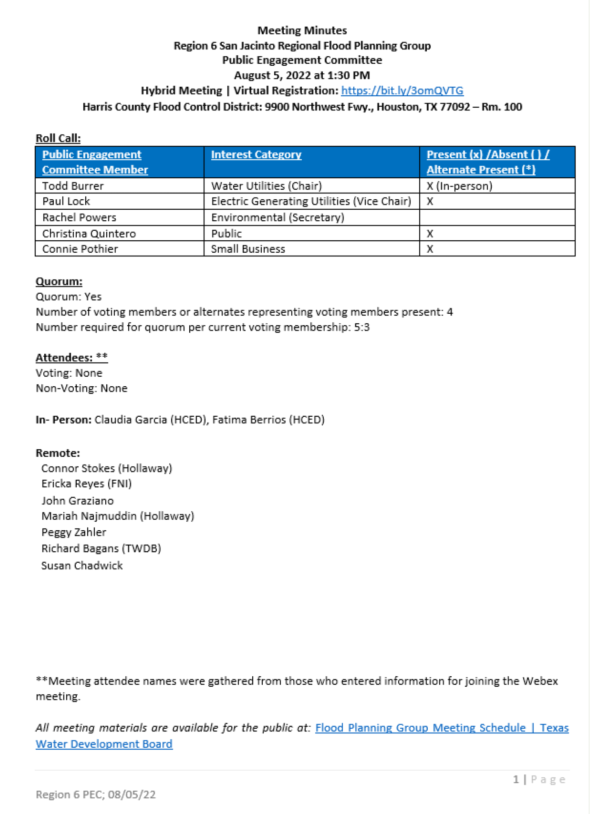 Meeting Minutes
Region 6 San Jacinto Regional Flood Planning Group
Public Engagement Committee
August 5, 2022 at 1:30 PM
Hybrid Meeting | Virtual Registration: https://bit.ly/3omQVTG
Harris County Flood Control District: 9900 Northwest Fwy., Houston, TX 77092 – Rm. 100
Roll Call:
Public Engagement Committee Member Interest Category Present (x) /Absent ( ) / Alternate Present (*)
Todd Burrer Water Utilities (Chair) X (In-person)
Paul Lock Electric Generating Utilities (Vice Chair) X
Rachel Powers Environmental (Secretary)
Christina Quintero Public X
Connie Pothier Small Business X
Quorum:
Quorum: Yes
Number of voting members or alternates representing voting members present: 4
Number required for quorum per current voting membership: 5:3
Attendees: **
Voting: None
Non-Voting: None
In- Person: Claudia Garcia (HCED), Fatima Berrios (HCED)
Remote:
Connor Stokes (Hollaway)
Ericka Reyes (FNI)
John Graziano
Mariah Najmuddin (Hollaway)
Peggy Zahler
Richard Bagans (TWDB)
Susan Chadwick
**Meeting attendee names were gathered from those who entered information for joining the Webex
meeting.
All meeting materials are available for the public at: Flood Planning Group Meeting Schedule | Texas
Water Development Board
1 | Page
Region 6 PEC; 08/05/22